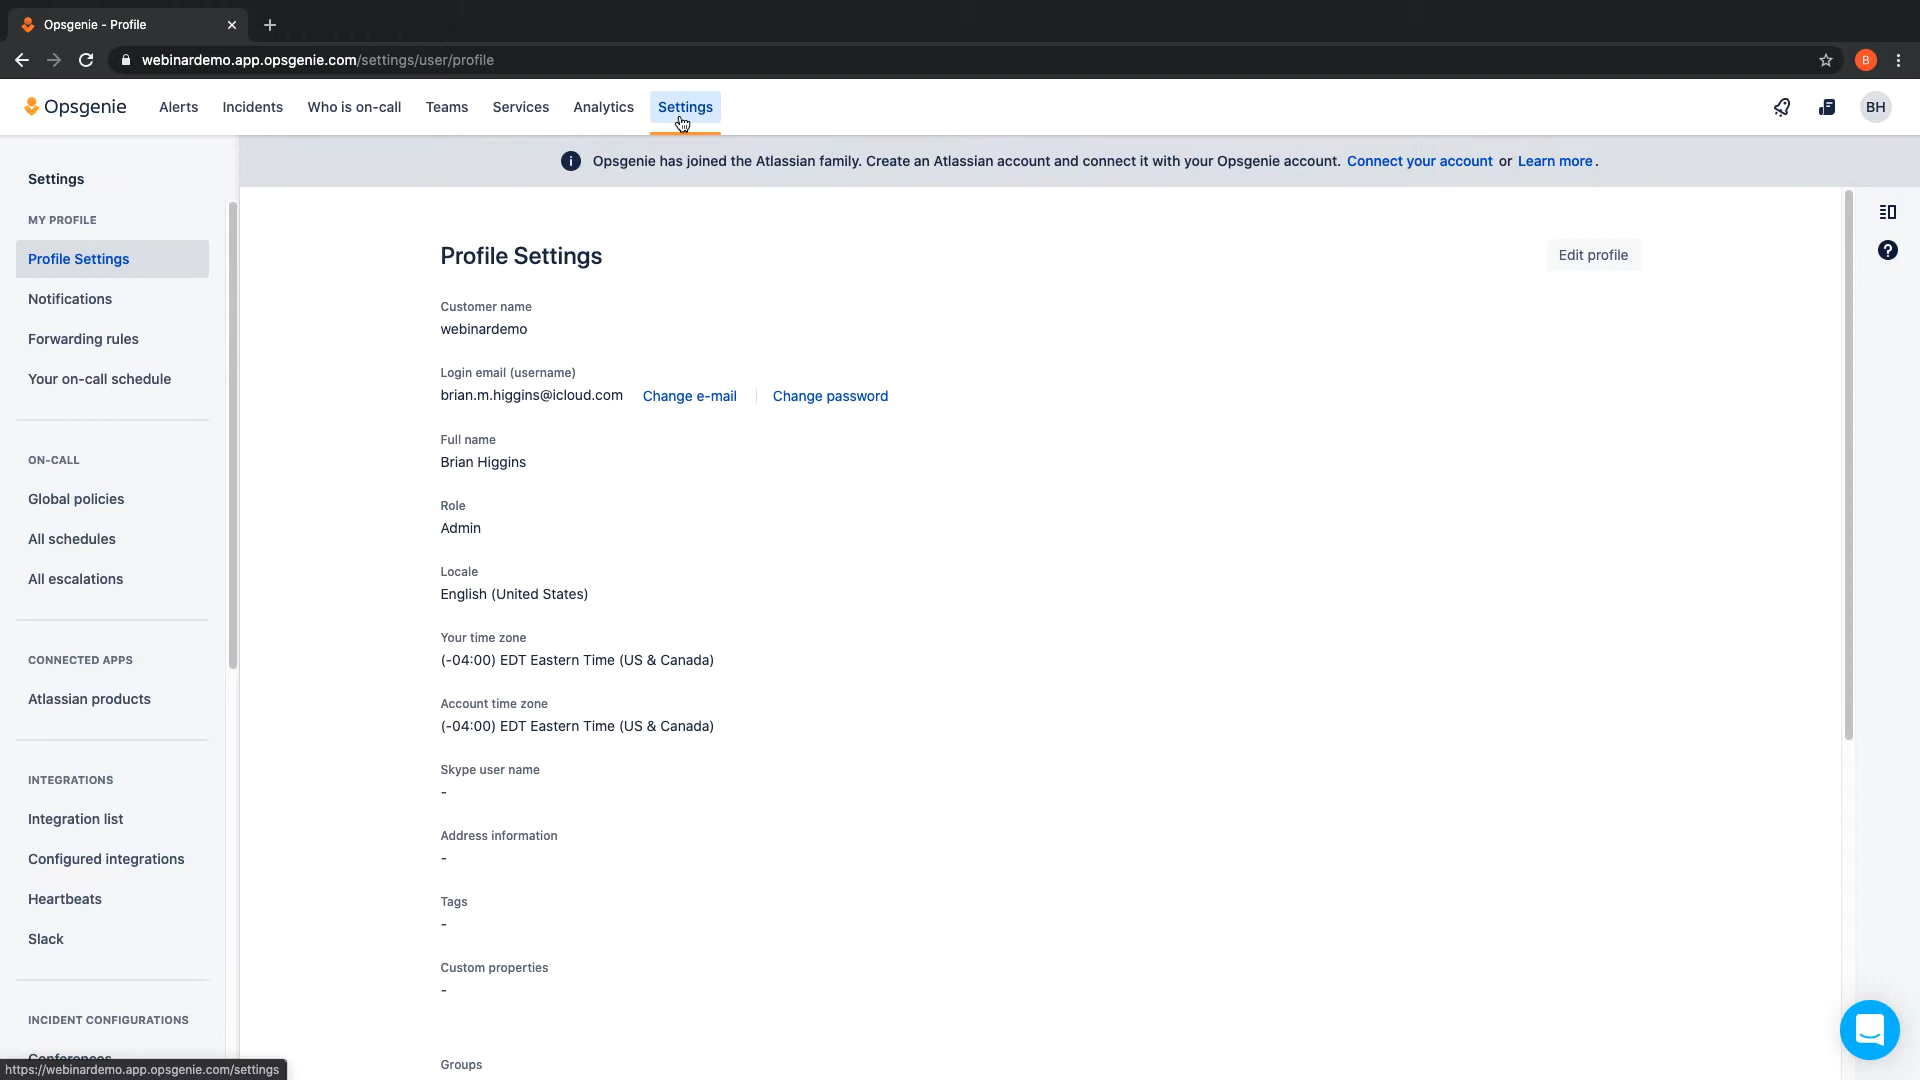 Opsgenie - Profile
webinardemo.app.opsgenie.com/settings/user/profile
B
Opsgenie
Alerts
Incidents
Who is on-call
Teams
Services
Analytics
Settings
BH
Opsgenie has joined the Atlassian family. Create an Atlassian account and connect it with your Opsgenie account. Connect your account or Learn more.
Settings
MY PROFILE
Profile Settings
Notifications
Forwarding rules
Your on-call schedule
ON-CALL
Global policies
All schedules
All escalations
CONNECTED APPS
Atlassian products
INTEGRATIONS
Integration list
Configured integrations
Heartbeats
Slack
INCIDENT CONFIGURATIONS
Conferences
https://webinardemo.app.opsgenie.com/settings
Profile Settings
Edit profile
Customer name
webinardemo
Login email (username)
brian.m.higgins@icloud.com Change e-mail Change password
Full name
Brian Higgins
Role
Admin
Locale
English (United States)
Your time zone
(-04:00) EDT Eastern Time (US & Canada)
Account time zone
(-04:00) EDT Eastern Time (US & Canada)
Skype user name
-
Address information
-
Tags
-
Custom properties
-
Groups